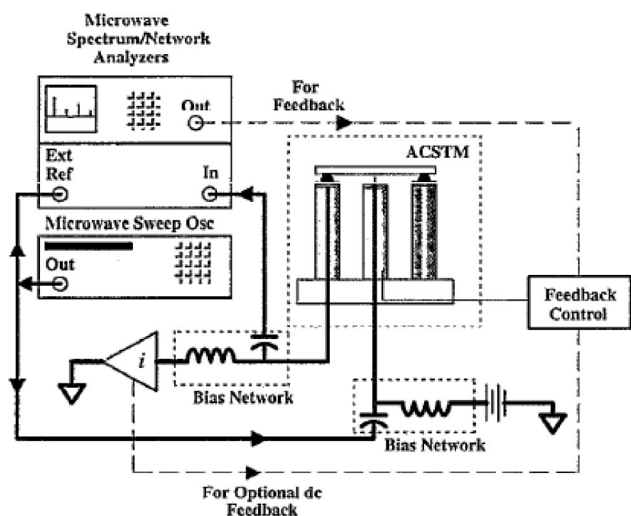 Microwave
Spectrum/Network
Analyzers
Out
For
Feedback
ACSTM
Ext
Ref
In
Microwave Sweep Osc
Out
Feedback
Control
i
Bias Network
Bias Network
For Optional dc
Feedback